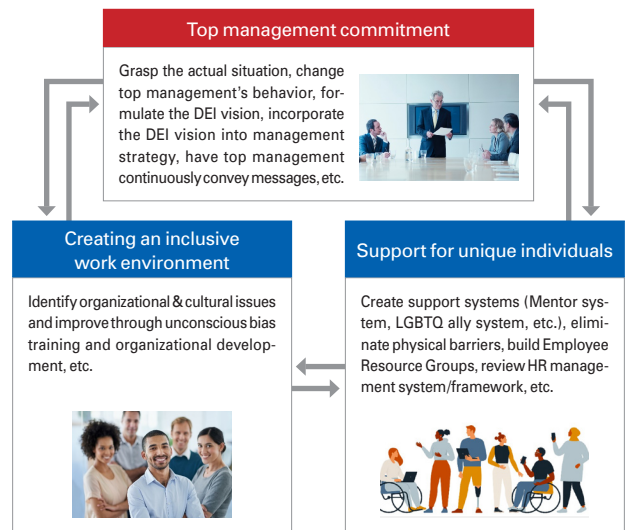 Top management commitment
Grasp the actual situation, change
top management's behavior, for-
mulate the DEI vision, incorporate
the DEI vision into management
strategy, have top management
continuously convey messages, etc.
Creating an inclusive
work environment
Identify organizational & cultural issues
and improve through unconscious bias
training and organizational develop-
ment, etc.
Support for unique individuals
Create support systems (Mentor sys-
tem, LGBTQ ally system, etc.), elimi-
nate physical barriers, build Employee
Resource Groups, review HR manage-
ment system/framework, etc.